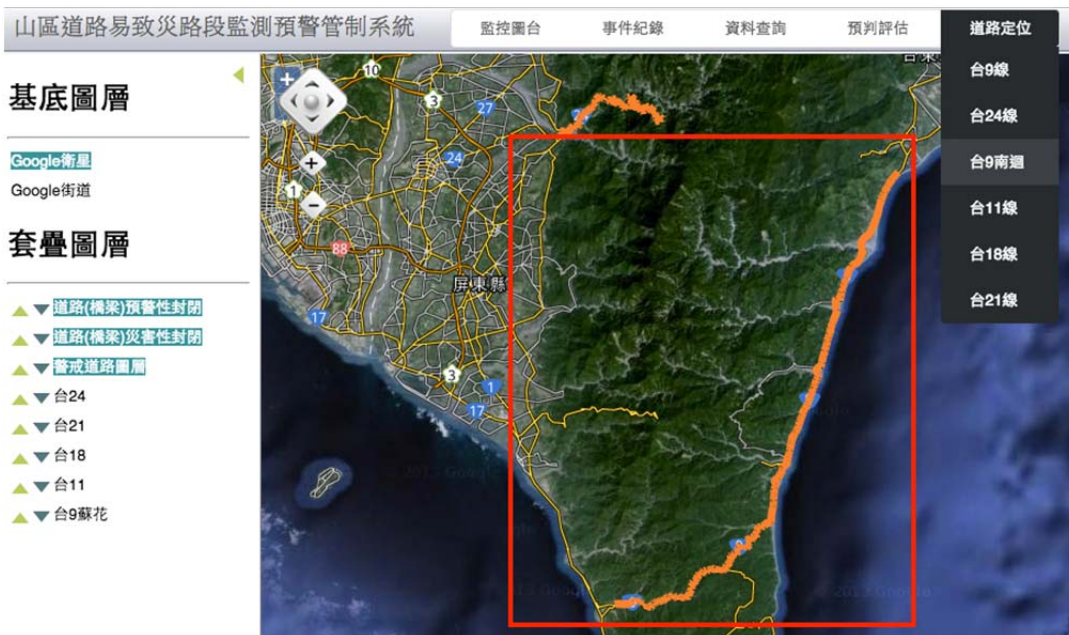 山區道路易致災路段監測預警管制系統
監控圖台
事件紀錄
資料查詢
預判評估
道路定位
台9線
台24線
台9南迴
台11線
台18線
台21線
基底圖層
Google衛星
Google街道
套疊圖層
道路(橋梁)預警性封閉
道路(橋梁)災害性封閉
警戒道路圖層
台24
台21
台18
台11
台9蘇花
10
3
27
24
1
88
屏東縣
17
3
1
17